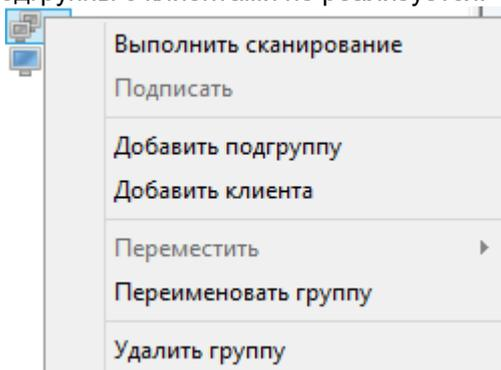 Выполнить сканирование
Подписать
Добавить подгруппу
Добавить клиента
Переместить
Переименовать группу
Удалить группу